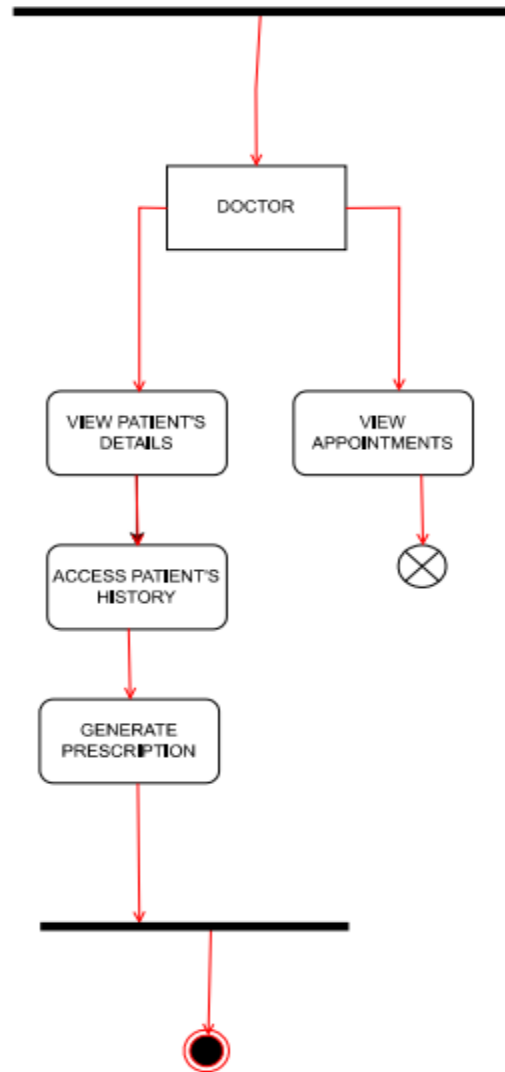 DOCTOR
VIEW PATIENT'S
DETAILS
VIEW
APPOINTMENTS
ACCESS PATIENT'S
HISTORY
GENERATE
PRESCRIPTION